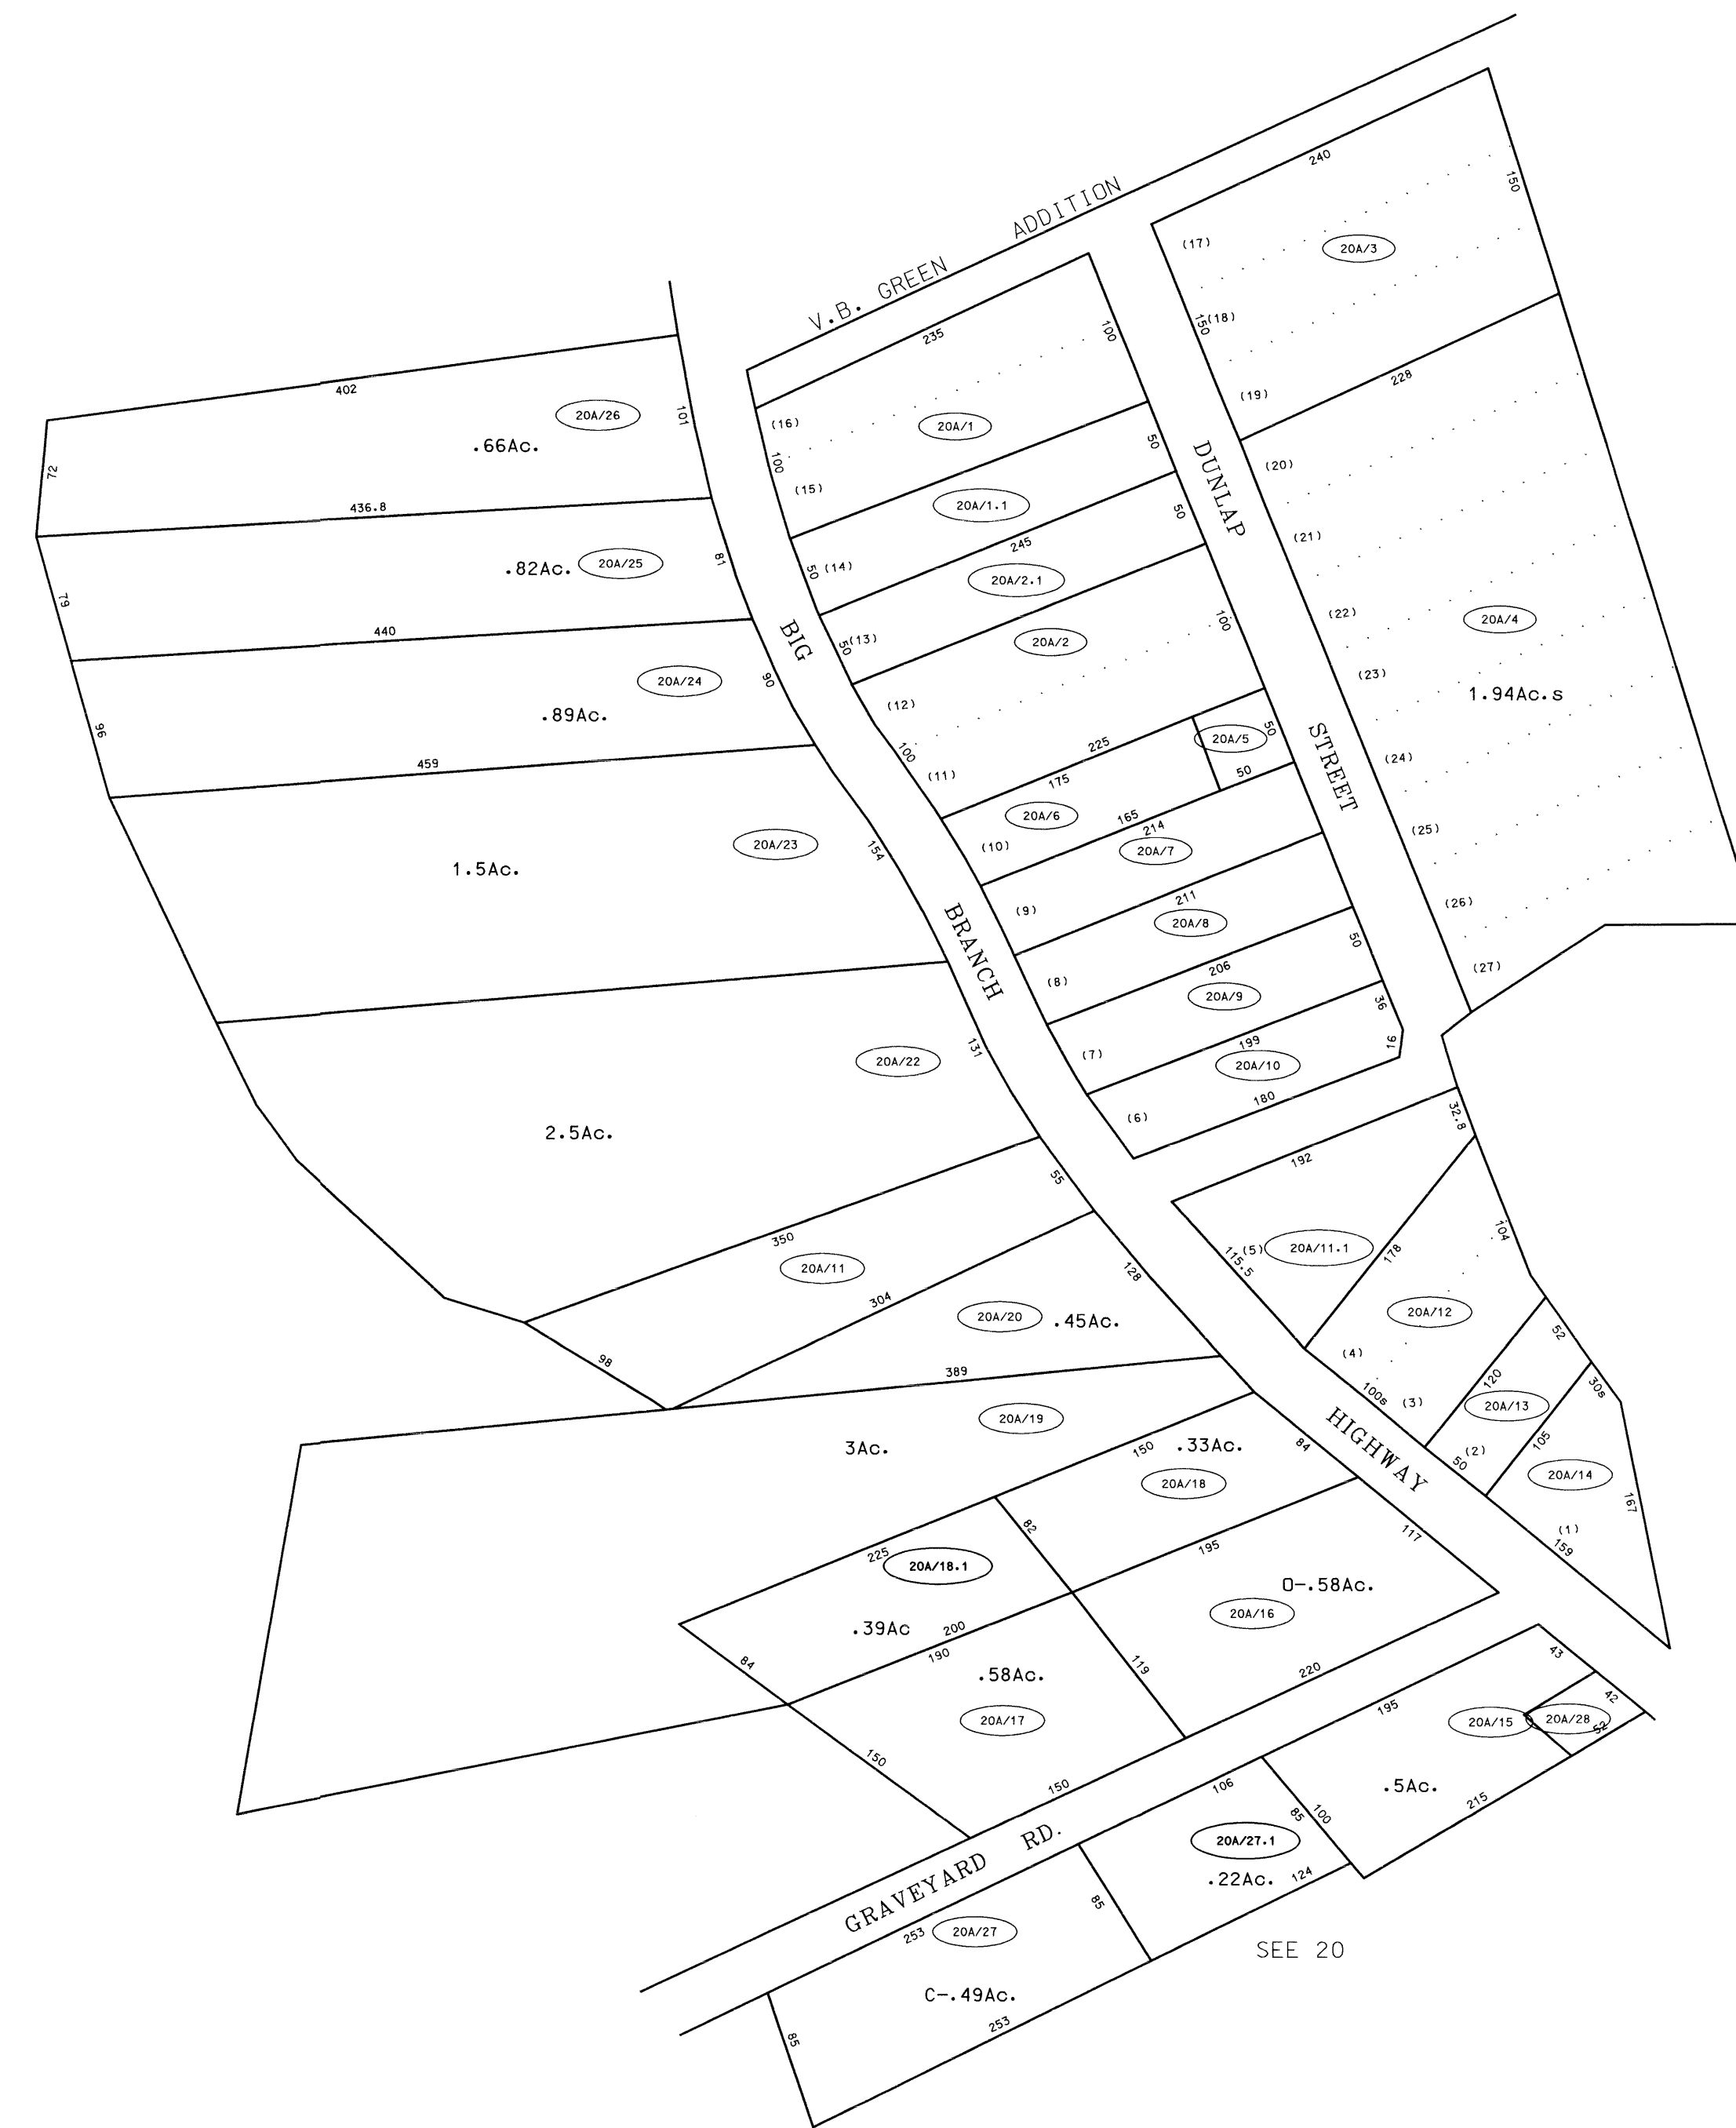 V.B. GREEN ADDITION
240
150
(17)
20A/3
150
(18)
(19)
228
235
100
(16)
100
20A/1
(15)
50
20A/1.1
50
(14)
245
50
20A/2.1
50
(13)
20A/2
100
(12)
100
(11)
225
DUNLAP STREET
(20)
(21)
(22)
20A/4
(23)
1.94Ac.s
(24)
(25)
(26)
(27)
402
20A/26
101
.66Ac.
72
436.8
.82Ac.
20A/25
81
79
440
20A/24
90
.89Ac.
96
459
1.5Ac.
20A/23
154
BIG BRANCH HIGHWAY
20A/22
131
2.5Ac.
20A/5
50
50
175
20A/6
165
(10)
214
20A/7
(9)
211
20A/8
(8)
50
206
20A/9
(7)
36
199
16
20A/10
(6)
180
32.8
192
55
350
20A/11
304
98
128
20A/20
.45Ac.
389
115.5
(5)
20A/11.1
178
104
20A/12
(4)
100s
(3)
52
120
20A/13
30s
(2)
50
105
20A/14
167
(1)
159
20A/19
3Ac.
150
.33Ac.
84
20A/18
82
225
20A/18.1
195
117
.39Ac
200
190
O-.58Ac.
20A/16
84
.58Ac.
119
220
20A/17
150
150
GRAVEYARD RD.
195
43
42
20A/15
20A/28
52
.5Ac.
215
106
85
100
20A/27.1
.22Ac.
124
85
253
20A/27
SEE 20
C-.49Ac.
85
253